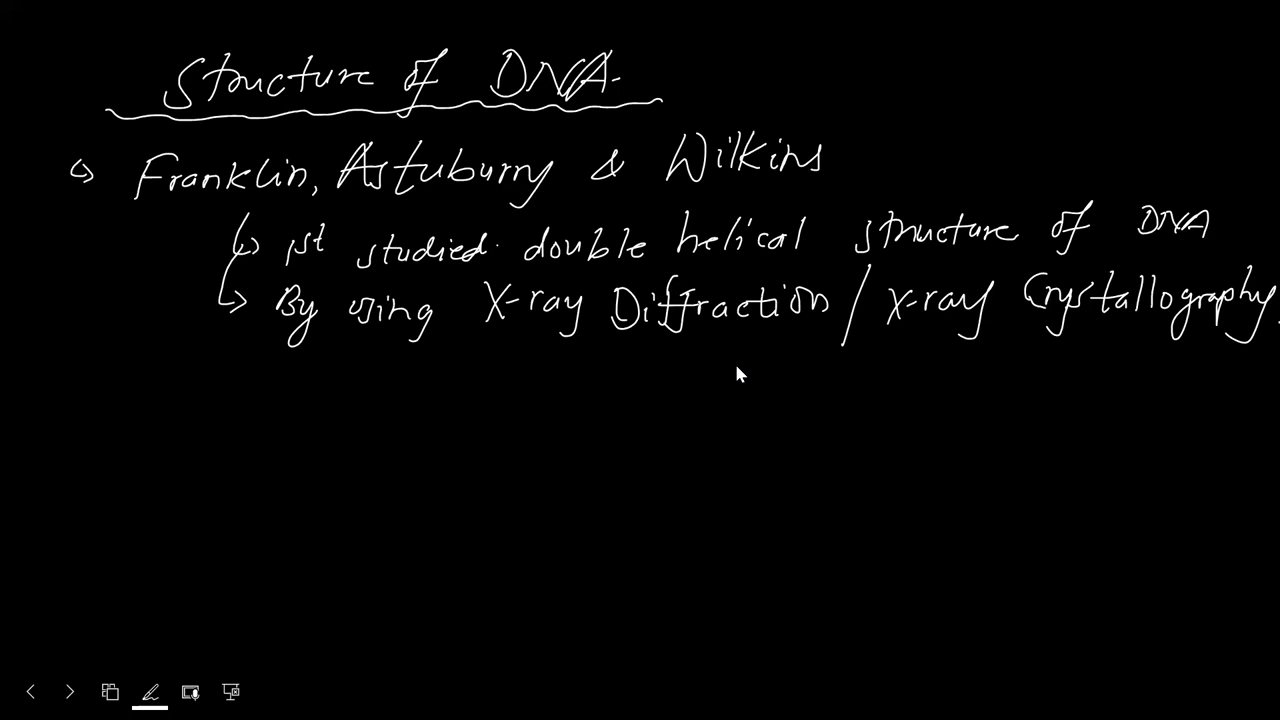 Structure of DNA
Franklin, Astuburry & Wilkins
1st studied double helical structure of DNA
By using X-ray Diffraction / X-ray Crystallography.